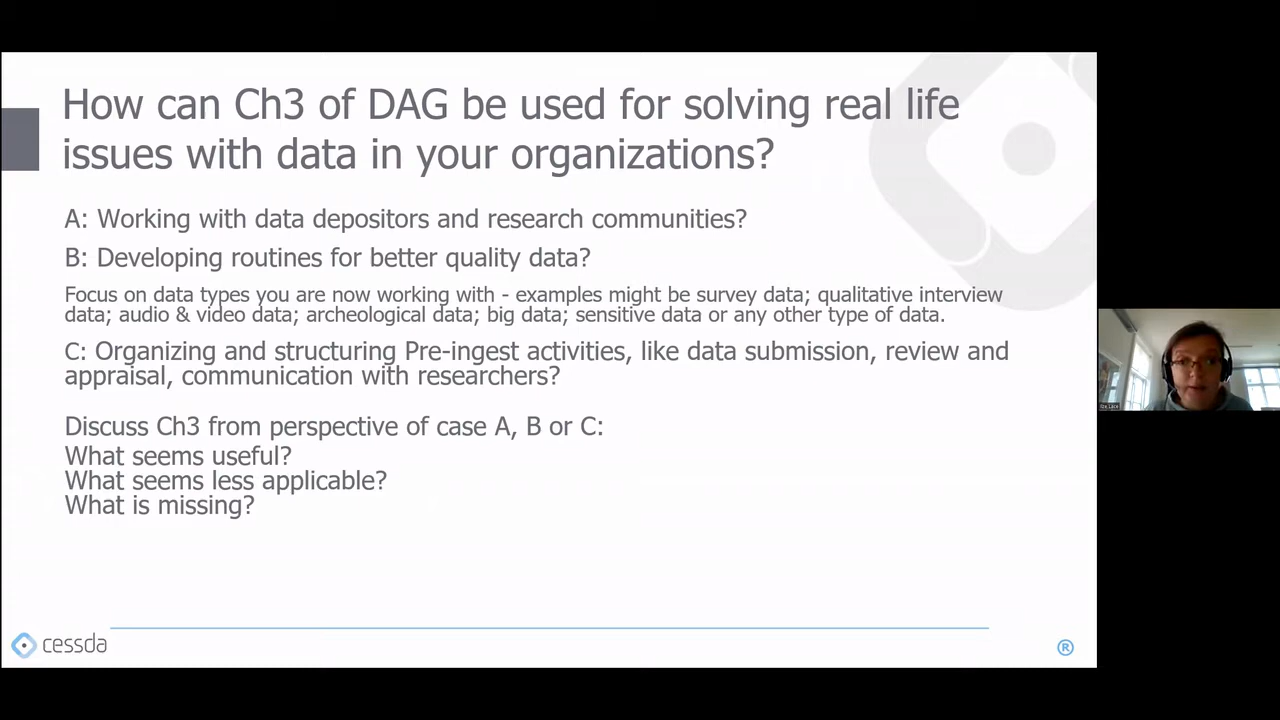 How can Ch3 of DAG be used for solving real life
issues with data in your organizations?
A: Working with data depositors and research communities?
B: Developing routines for better quality data?
Focus on data types you are now working with - examples might be survey data; qualitative interview
data; audio & video data; archeological data; big data; sensitive data or any other type of data.
C: Organizing and structuring Pre-ingest activities, like data submission, review and
appraisal, communication with researchers?
Discuss Ch3 from perspective of case A, B or C:
What seems useful?
What seems less applicable?
What is missing?
cessda
®